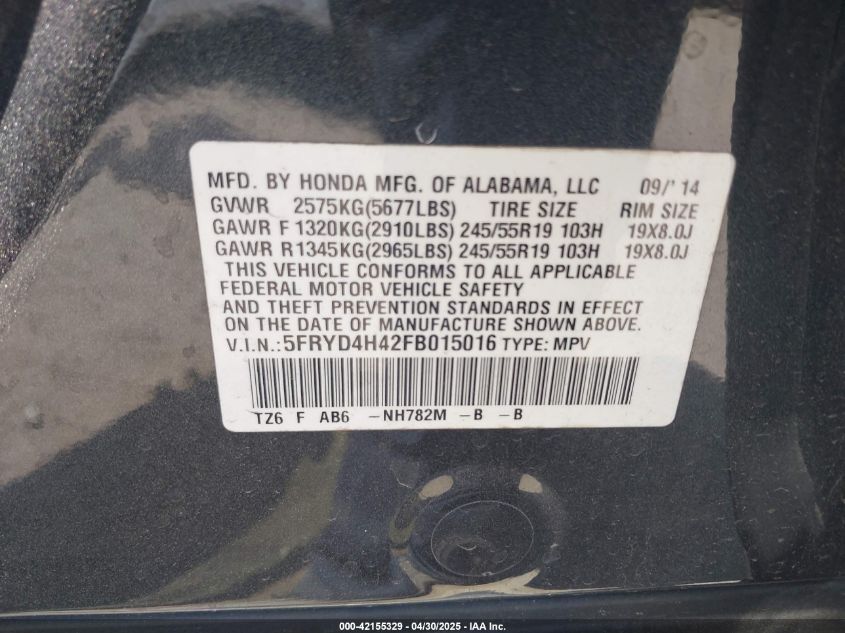 MFD. BY HONDA MFG. OF ALABAMA, LLC 09/' 14
GVWR 2575KG(5677LBS) TIRE SIZE RIM SIZE
GAWR F 1320KG(2910LBS) 245/55R19 103H 19X8.0J
GAWR R1345KG(2965LBS) 245/55R19 103H 19X8.0J
THIS VEHICLE CONFORMS TO ALL APPLICABLE
FEDERAL MOTOR VEHICLE SAFETY
AND THEFT PREVENTION STANDARDS IN EFFECT
ON THE DATE OF MANUFACTURE SHOWN ABOVE.
V.I.N.: 5FRYD4H42FB015016 TYPE: MPV
TZ6 F AB6 -NH782M -B -B
000-42155329 - 04/30/2025 - IAA Inc.